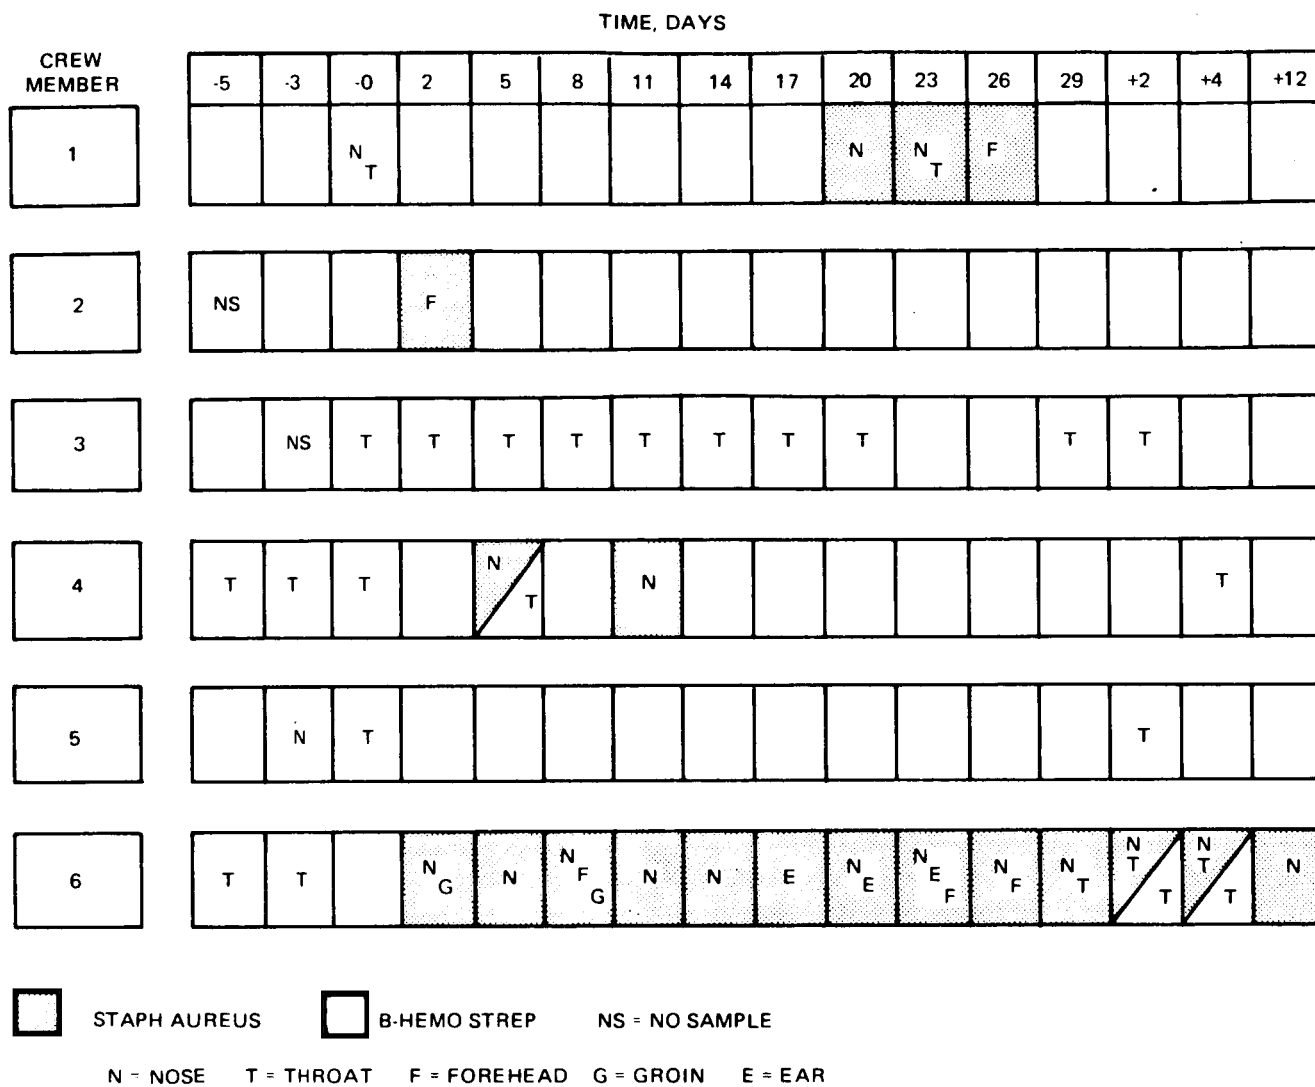 TIME, DAYS
CREW MEMBER -5 -3 -0 2 5 8 11 14 17 20 23 26 29 +2 +4 +12
1 N T N N T F
2 NS F
3 NS T T T T T T T T T T
4 T T T N T N T
5 N T T
6 T T N G N N F G N N E N E N E F N F N T N T T N T T N
STAPH AUREUS B-HEMO STREP NS = NO SAMPLE
N = NOSE T = THROAT F = FOREHEAD G = GROIN E = EAR